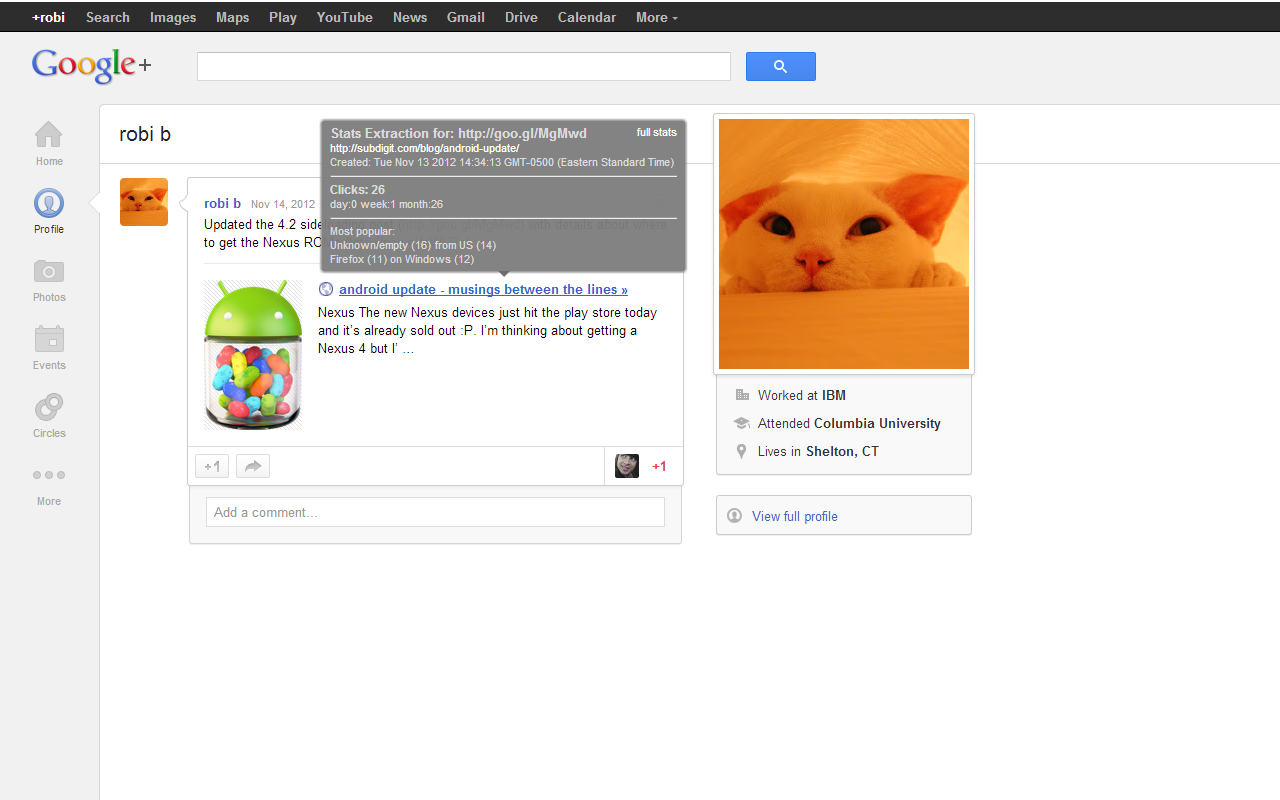 +robi Search Images Maps Play YouTube News Gmail Drive Calendar More
Google+
Home
Profile
Photos
Events
Circles
More
robi b
Stats Extraction for: http://goo.gl/MgMwd full stats
http://subdigit.com/blog/android-update/
Created: Tue Nov 13 2012 14:34:13 GMT-0500 (Eastern Standard Time)
Clicks: 26
day:0 week:1 month:26
Most popular:
Unknown/empty (16) from US (14)
Firefox (11) on Windows (12)
robi b Nov 14, 2012
Updated the 4.2 with details about where
to get the Nexus
android update - musings between the lines »
Nexus The new Nexus devices just hit the play store today
and it’s already sold out :P. I’m thinking about getting a
Nexus 4 but I’ …
+1
+1
Add a comment...
Worked at IBM
Attended Columbia University
Lives in Shelton, CT
View full profile